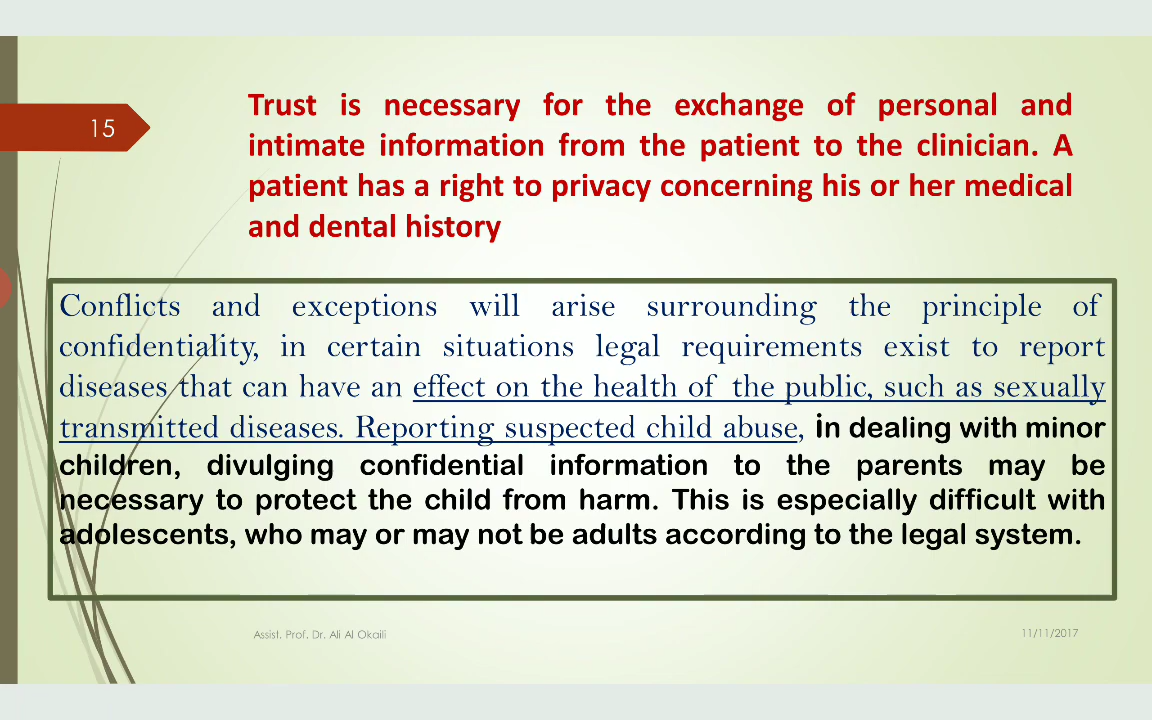 15
Trust is necessary for the exchange of personal and
intimate information from the patient to the clinician. A
patient has a right to privacy concerning his or her medical
and dental history
Conflicts and exceptions will arise surrounding the principle of
confidentiality, in certain situations legal requirements exist to report
diseases that can have an effect on the health of the public, such as sexually
transmitted diseases. Reporting suspected child abuse, in dealing with minor
children, divulging confidential information to the parents may be
necessary to protect the child from harm. This is especially difficult with
adolescents, who may or may not be adults according to the legal system.
Assist. Prof. Dr. Ali Al Okaili
11/11/2017